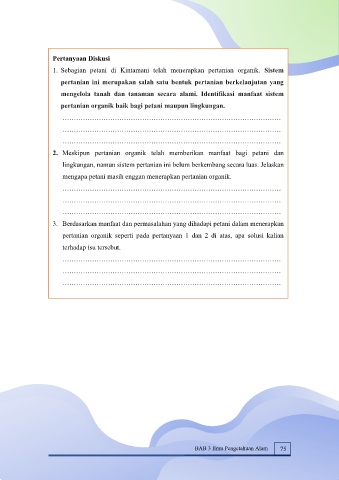 Pertanyaan Diskusi
1. Sebagian petani di Kintamani telah menerapkan pertanian organik. Sistem
pertanian ini merupakan salah satu bentuk pertanian berkelanjutan yang
mengelola tanah dan tanaman secara alami. Identifikasi manfaat sistem
pertanian organik baik bagi petani maupun lingkungan.
……………………………………………………………………………
……………………………………………………………………………
……………………………………………………………………………
2. Meskipun pertanian organik telah memberikan manfaat bagi petani dan
lingkungan, namun sistem pertanian ini belum berkembang secara luas. Jelaskan
mengapa petani masih enggan menerapkan pertanian organik.
……………………………………………………………………………
……………………………………………………………………………
……………………………………………………………………………
3. Berdasarkan manfaat dan permasalahan yang dihadapi petani dalam menerapkan
pertanian organik seperti pada pertanyaan 1 dan 2 di atas, apa solusi kalian
terhadap isu tersebut.
……………………………………………………………………………
……………………………………………………………………………
……………………………………………………………………………
BAB 3 Ilmu Pengetahuan Alam 75